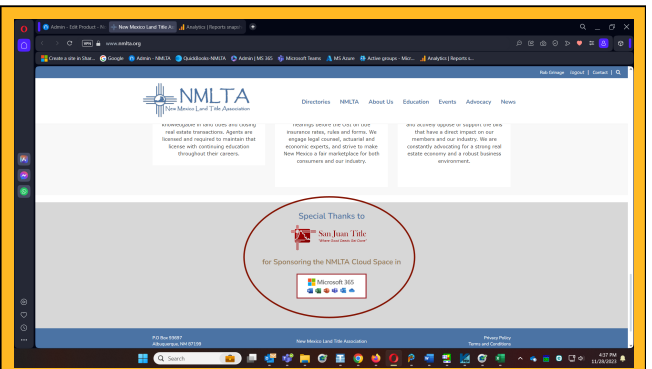 Admin - Edit Product - N
New Mexico Land Title A
Analytics | Reports snaps
VPN
www.nmlta.org
Create a site in Shar...
Google
Admin - NMLTA
QuickBooks-NMLTA
Admin | MS 365
Microsoft Teams
MS Azure
Active groups - Micr...
Analytics | Reports s...
Logout | Contact |
NMLTA
New Mexico Land Title Association
Directories NMLTA About Us Education Events Advocacy News
knowledgeable in land titles and closing
real estate transactions. Agents are
licensed and required to maintain that
license with continuing education
throughout their careers.
hearings before the OSI on title
insurance rates, rules and forms. We
engage legal counsel, actuarial and
economic experts, and strive to make
New Mexico a fair marketplace for both
consumers and our industry.
and actively oppose or support the bills
that have a direct impact on our
members and our industry. We are
constantly advocating for a strong real
estate economy and a robust business
environment.
Special Thanks to
San Juan Title
"Where Good Deeds Get Done"
for Sponsoring the NMLTA Cloud Space in
Microsoft 365
P.O Box 93697
Albuquerque, NM 87199
New Mexico Land Title Association
Privacy Policy
Terms and Conditions
Search
4:37 PM
11/28/2023